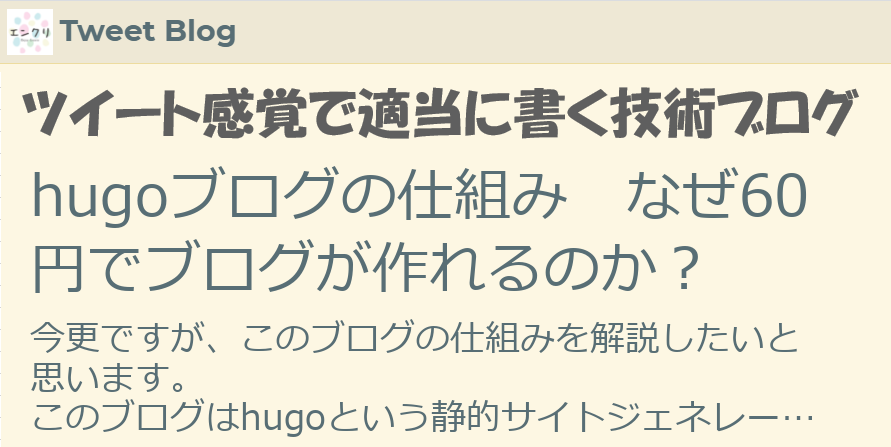 エンクリ
Tweet Blog
ツイート感覚で適当に書く技術ブログ
hugoブログの仕組み　なぜ60
円でブログが作れるのか？
今更ですが、このブログの仕組みを解説したいと
思います。
このブログはhugoという静的サイトジェネレー…